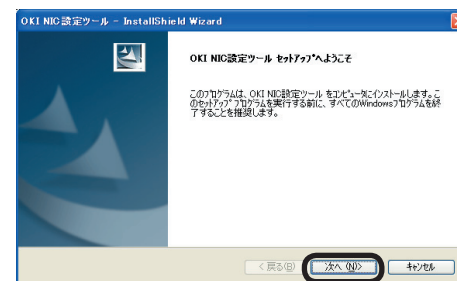 OKI NIC設定ツール - InstallShield Wizard
OKI NIC設定ツール セットアップへようこそ
このプログラムは、OKI NIC設定ツール をコンピュータにインストールします。こ
のセットアップ プログラムを実行する前に、すべてのWindowsプログラムを終
了することを推奨します。
< 戻る(B)
次へ (N)>
キャンセル